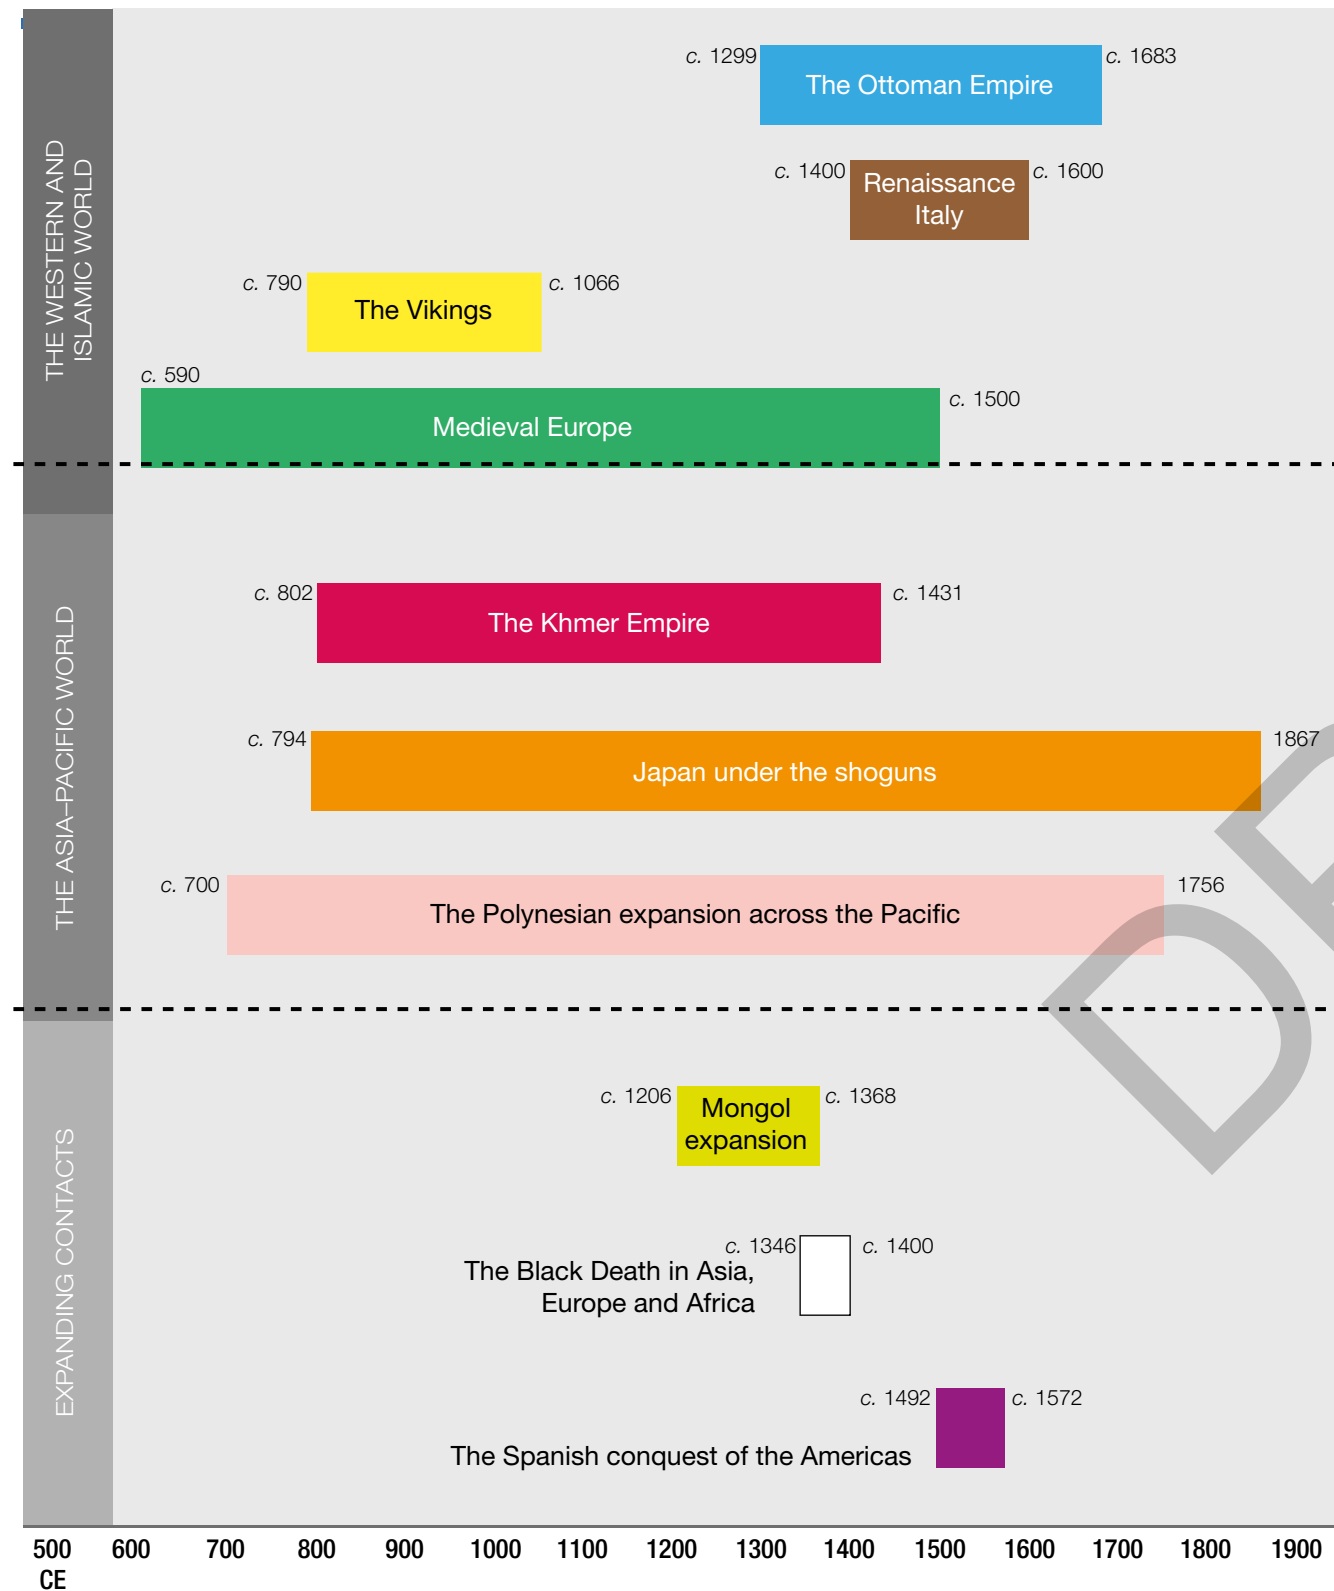 THE WESTERN AND
ISLAMIC WORLD
c. 1299
The Ottoman Empire
c. 1683
c. 1400
Renaissance
Italy
c. 1600
c. 790
The Vikings
c. 1066
c. 590
Medieval Europe
c. 1500
THE ASIA–PACIFIC WORLD
c. 802
The Khmer Empire
c. 1431
c. 794
Japan under the shoguns
1867
c. 700
The Polynesian expansion across the Pacific
1756
EXPANDING CONTACTS
c. 1206
Mongol
expansion
c. 1368
c. 1346
c. 1400
The Black Death in Asia,
Europe and Africa
c. 1492
c. 1572
The Spanish conquest of the Americas
500 600 700 800 900 1000 1100 1200 1300 1400 1500 1600 1700 1800 1900
CE